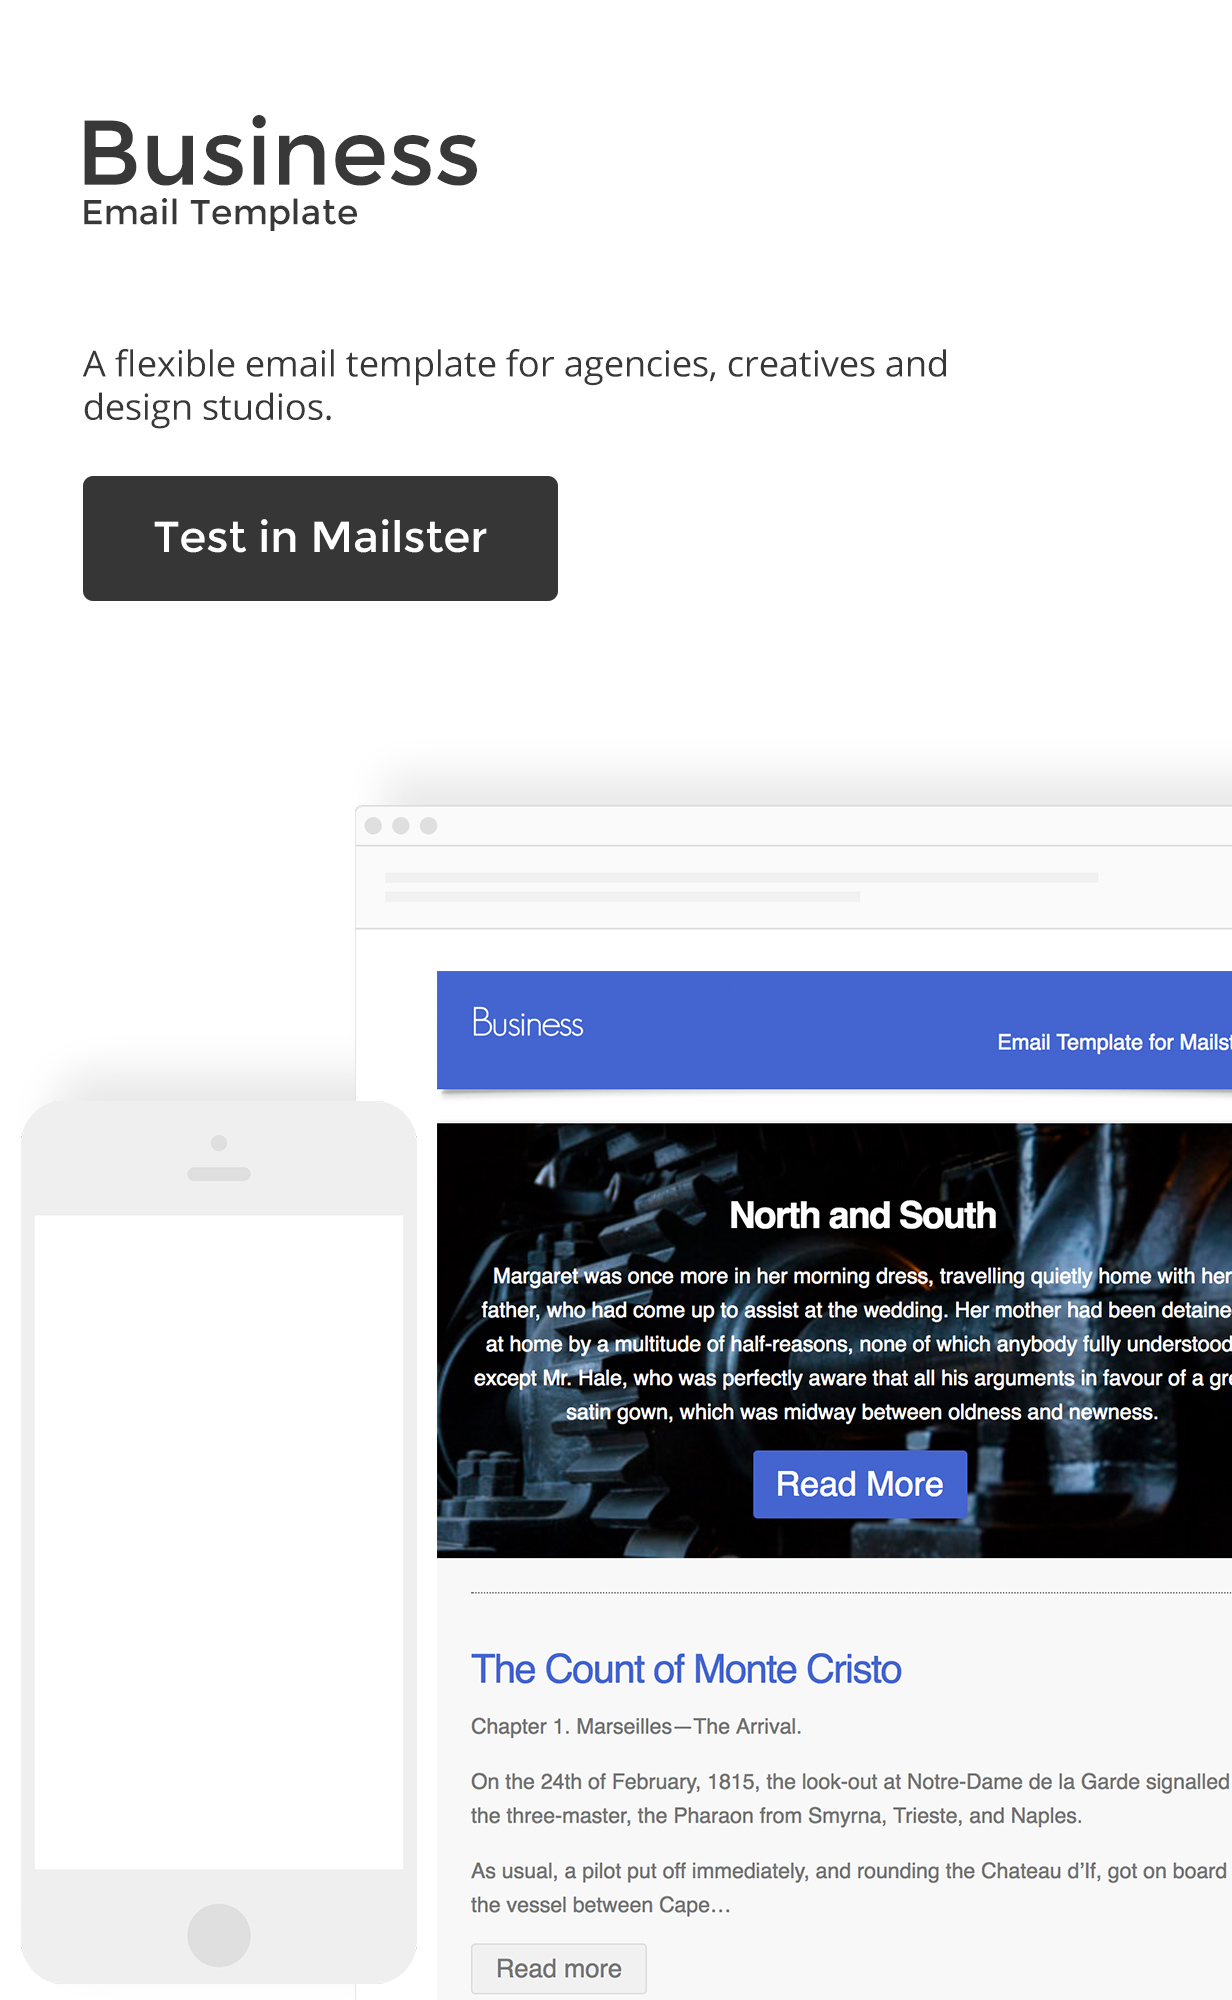 Business
Email Template
A flexible email template for agencies, creatives and
design studios.
Test in Mailster
Business
Email Template for
North and South
Margaret was once more in her morning dress, travelling quietly home with her
father, who had come up to assist at the wedding. Her mother had been
at home by a multitude of half-reasons, none of which anybody fully understood
except Mr. Hale, who was perfectly aware that all his arguments in favour of a
satin gown, which was midway between oldness and newness.
Read More
The Count of Monte Cristo
Chapter 1. Marseilles—The Arrival.
On the 24th of February, 1815, the look-out at Notre-Dame de la Garde signalled
the three-master, the Pharaon from Smyrna, Trieste, and Naples.
As usual, a pilot put off immediately, and rounding the Chateau d’If, got on board
the vessel between Cape…
Read more